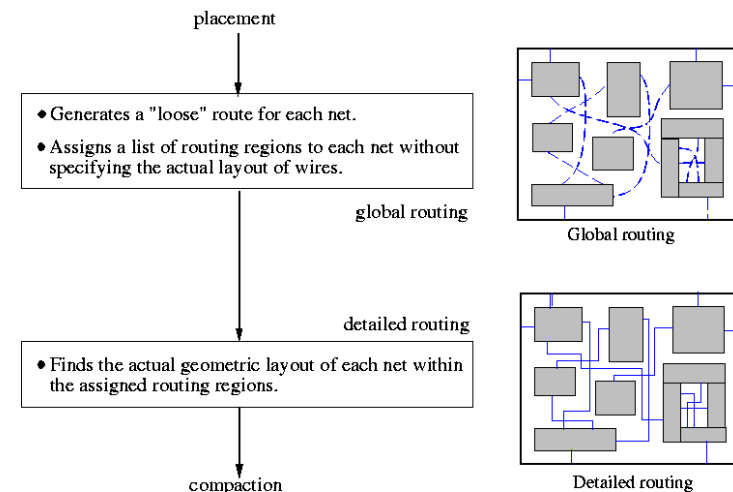 placement
• Generates a "loose" route for each net.
• Assigns a list of routing regions to each net without
specifying the actual layout of wires.
global routing
Global routing
detailed routing
• Finds the actual geometric layout of each net within
the assigned routing regions.
compaction
Detailed routing